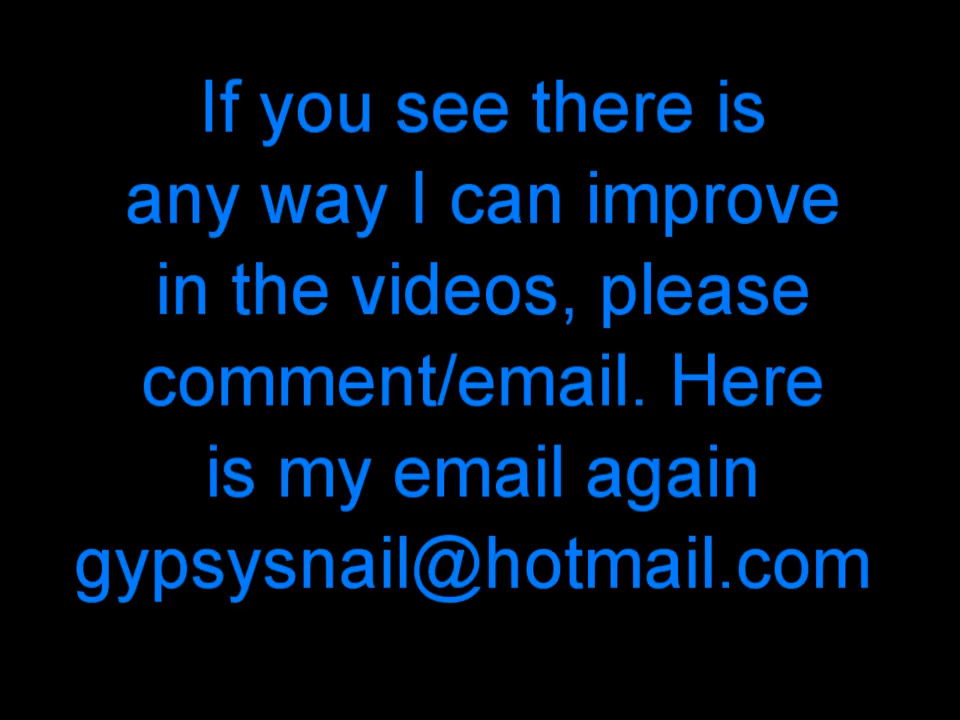 If you see there is
any way I can improve
in the videos, please
comment/email. Here
is my email again
gypsysnail@hotmail.com